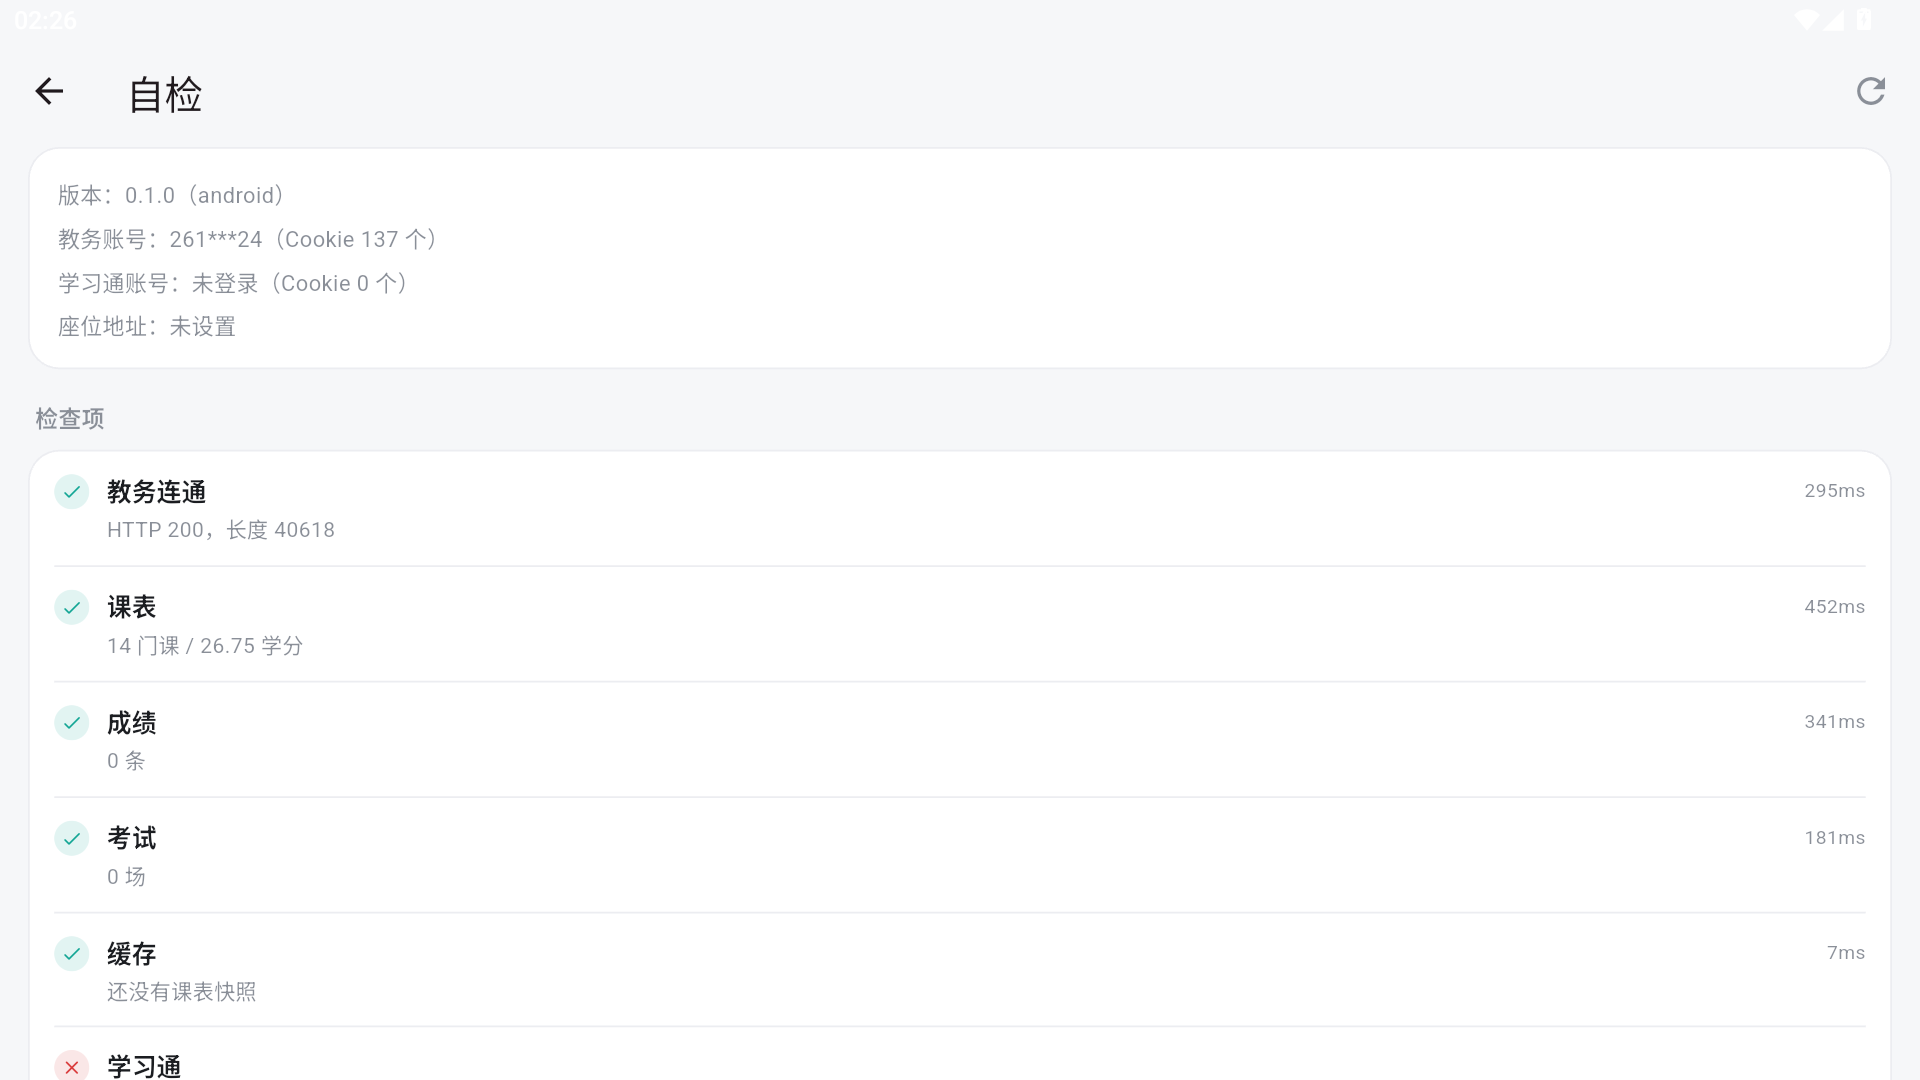 02:26
自检
版本：0.1.0（android）
教务账号：261***24（Cookie 137 个）
学习通账号：未登录（Cookie 0 个）
座位地址：未设置
检查项
教务连通
295ms
HTTP 200，长度 40618
课表
452ms
14 门课 / 26.75 学分
成绩
341ms
0 条
考试
181ms
0 场
缓存
7ms
还没有课表快照
学习通